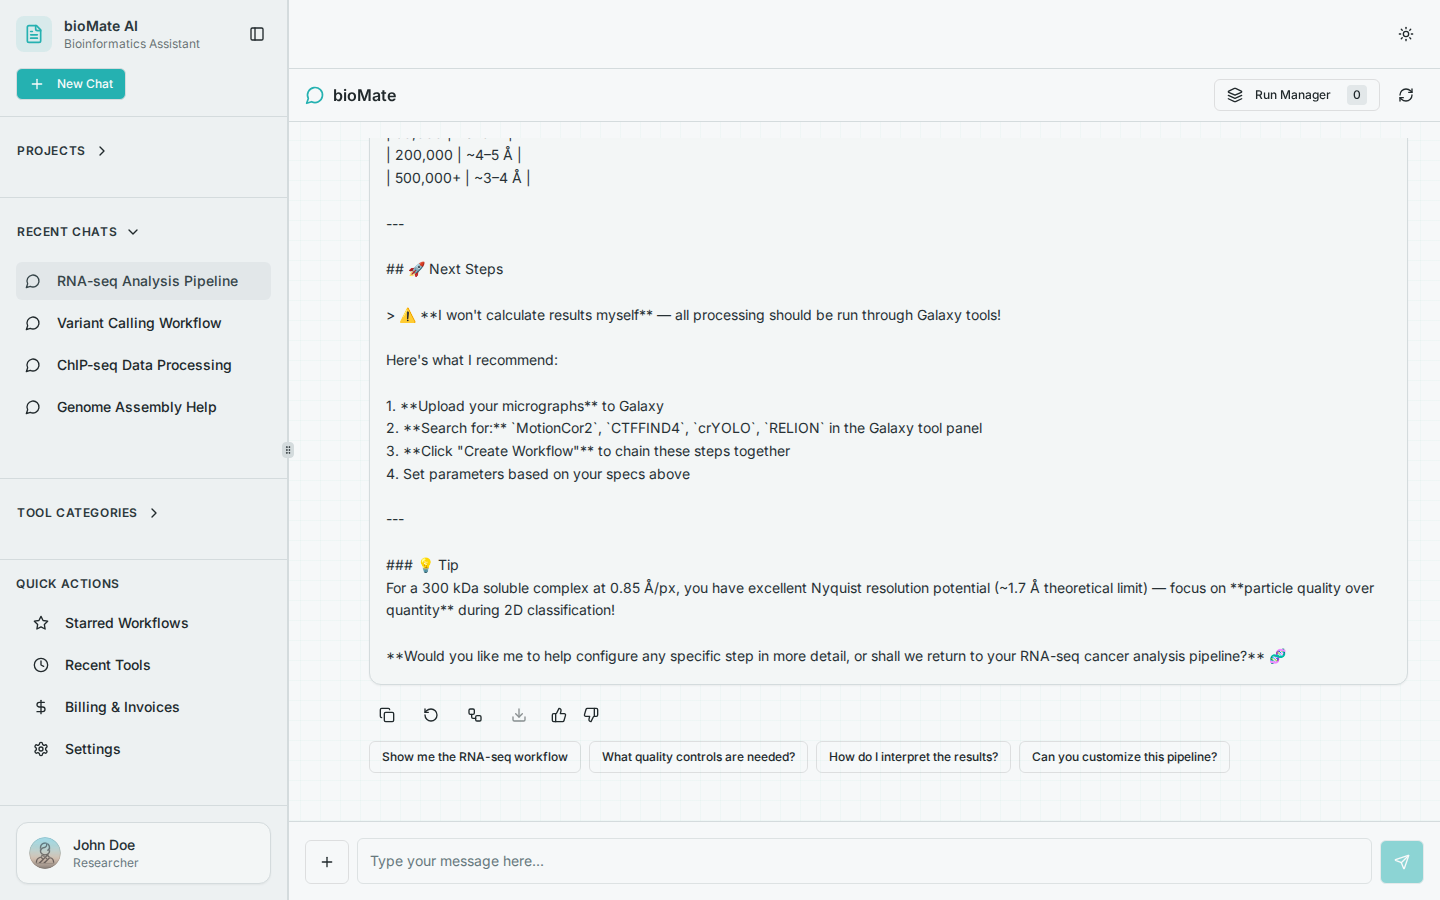 bioMate AI
Bioinformatics Assistant
New Chat
PROJECTS
RECENT CHATS
RNA-seq Analysis Pipeline
Variant Calling Workflow
ChIP-seq Data Processing
Genome Assembly Help
TOOL CATEGORIES
QUICK ACTIONS
Starred Workflows
Recent Tools
Billing & Invoices
Settings
John Doe
Researcher
bioMate
Run Manager 0
| 200,000 | ~4–5 Å |
| 500,000+ | ~3–4 Å |
---
## 🚀 Next Steps
> ⚠️ **I won't calculate results myself** — all processing should be run through Galaxy tools!
Here's what I recommend:
1. **Upload your micrographs** to Galaxy
2. **Search for:** `MotionCor2`, `CTFFIND4`, `crYOLO`, `RELION` in the Galaxy tool panel
3. **Click "Create Workflow"** to chain these steps together
4. Set parameters based on your specs above
---
### 💡 Tip
For a 300 kDa soluble complex at 0.85 Å/px, you have excellent Nyquist resolution potential (~1.7 Å theoretical limit) — focus on **particle quality over
quantity** during 2D classification!
**Would you like me to help configure any specific step in more detail, or shall we return to your RNA-seq cancer analysis pipeline?** 🧬
Show me the RNA-seq workflow
What quality controls are needed?
How do I interpret the results?
Can you customize this pipeline?
Type your message here...